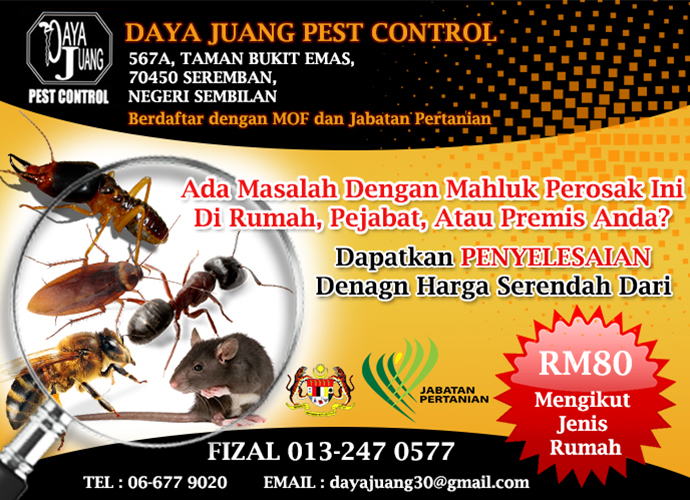 DAYA
JUANG
PEST CONTROL
DAYA JUANG PEST CONTROL
567A, TAMAN BUKIT EMAS,
70450 SEREMBAN,
NEGERI SEMBILAN
Berdaftar dengan MOF dan Jabatan Pertanian
Ada Masalah Dengan Mahluk Perosak Ini
Di Rumah, Pejabat, Atau Premis Anda?
Dapatkan PENYELESAIAN
Denagn Harga Serendah Dari
RM80
Mengikut
Jenis
Rumah
JABATAN
PERTANIAN
FIZAL 013-247 0577
TEL : 06-677 9020 EMAIL : dayajuang30@gmail.com